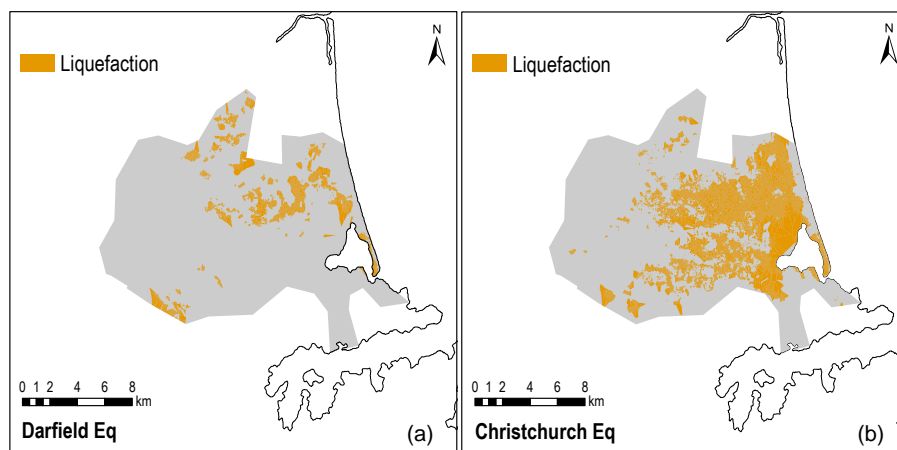 N
Liquefaction
0 1 2 4 6 8
km
Darfield Eq
(a)
N
Liquefaction
0 1 2 4 6 8
km
Christchurch Eq
(b)